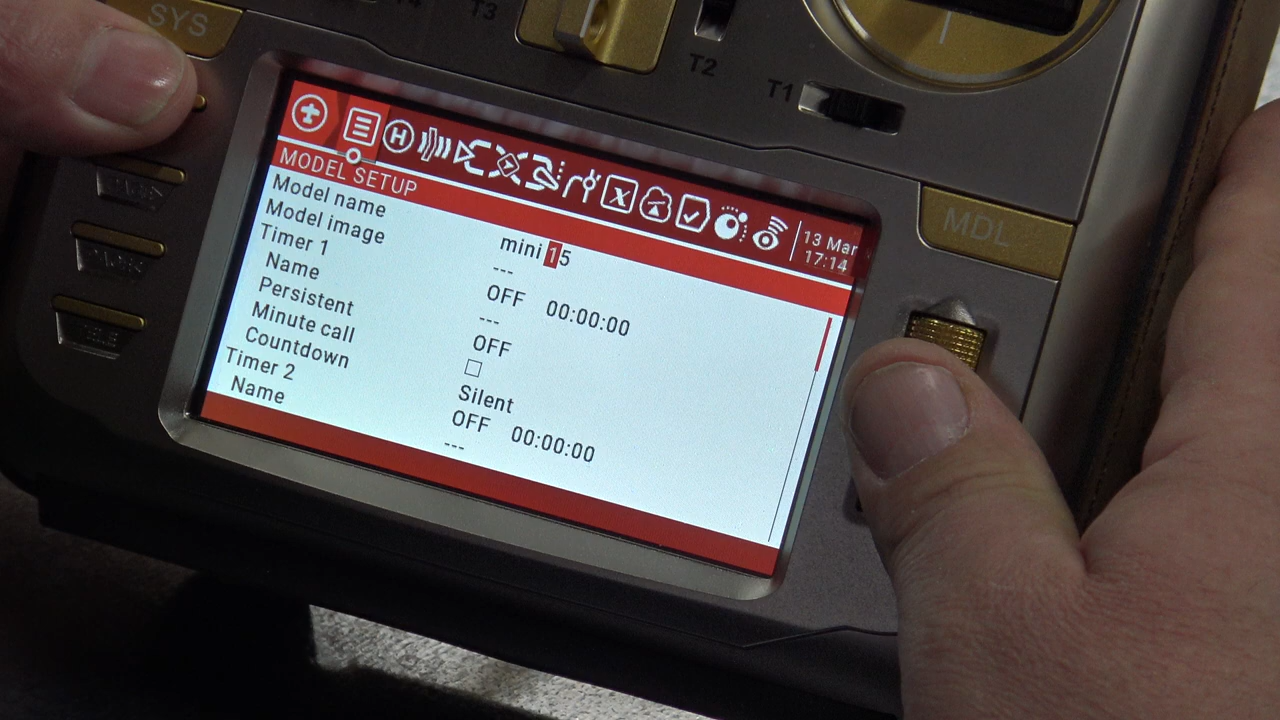 SYS
T3
T2
T1
MDL
13 Mar
17:14
MODEL SETUP
Model name mini 15
Model image ---
Timer 1 OFF 00:00:00
Name ---
Persistent OFF
Minute call
Countdown Silent
Timer 2 OFF 00:00:00
Name ---
TELE